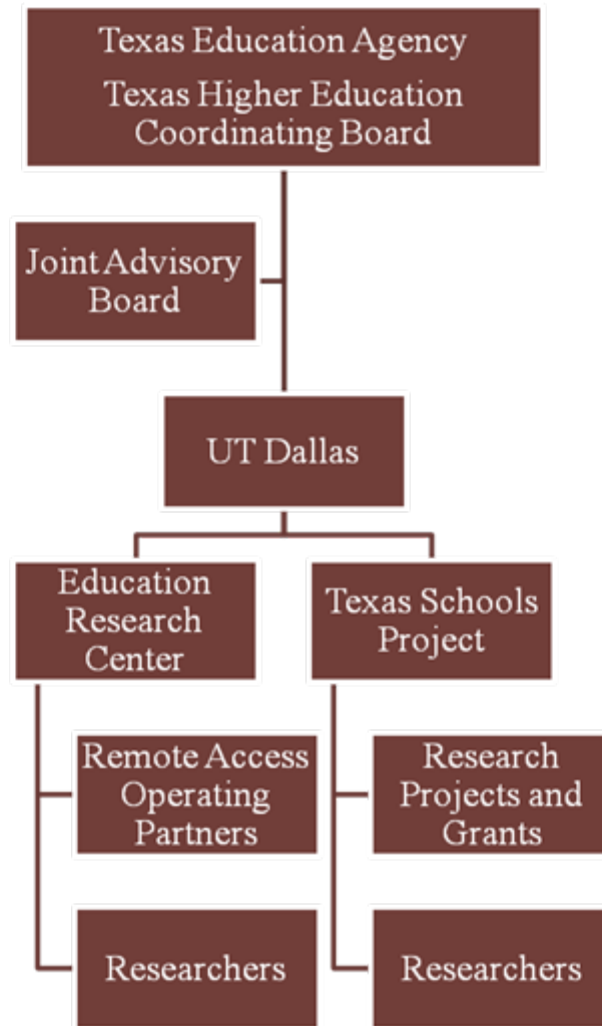 Texas Education Agency
Texas Higher Education
Coordinating Board
Joint Advisory
Board
UT Dallas
Education
Research
Center
Texas Schools
Project
Remote Access
Operating
Partners
Research
Projects and
Grants
Researchers
Researchers